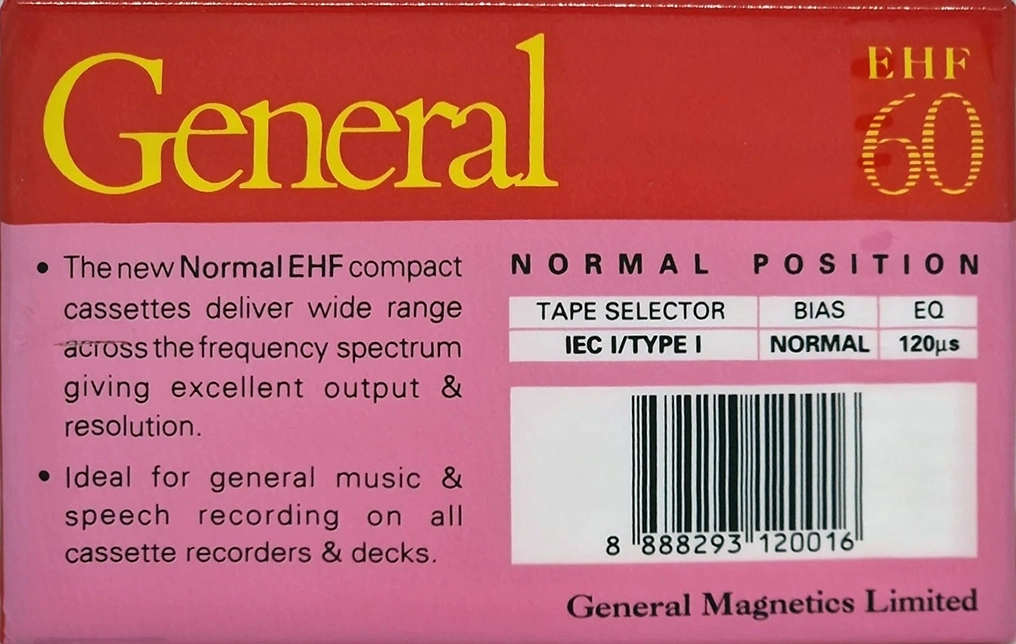 General
EHF
60
• The new Normal EHF compact
cassettes deliver wide range
across the frequency spectrum
giving excellent output &
resolution.
• Ideal for general music &
speech recording on all
cassette recorders & decks.
NORMAL POSITION
TAPE SELECTOR BIAS EQ
IEC I/TYPE I NORMAL 120µs
8 888293 120016
General Magnetics Limited